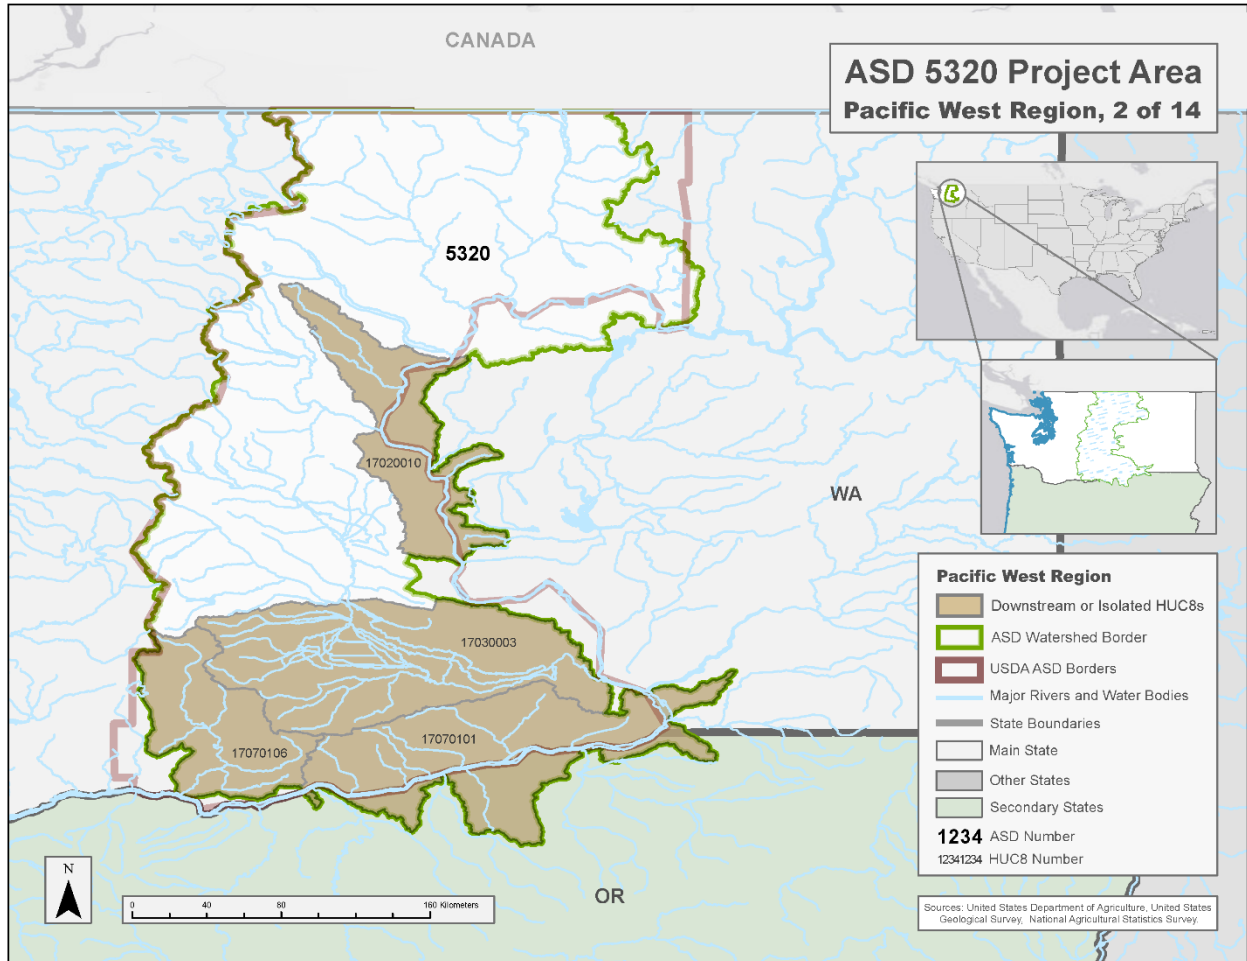 CANADA
ASD 5320 Project Area
Pacific West Region, 2 of 14
5320
17020010
WA
17030003
17070106
17070101
OR
Pacific West Region
Downstream or Isolated HUC8s
ASD Watershed Border
USDA ASD Borders
Major Rivers and Water Bodies
State Boundaries
Main State
Other States
Secondary States
1234 ASD Number
12341234 HUC8 Number
N
0 40 80 160 Kilometers
Sources: United States Department of Agriculture, United States
Geological Survey, National Agricultural Statistics Survey.